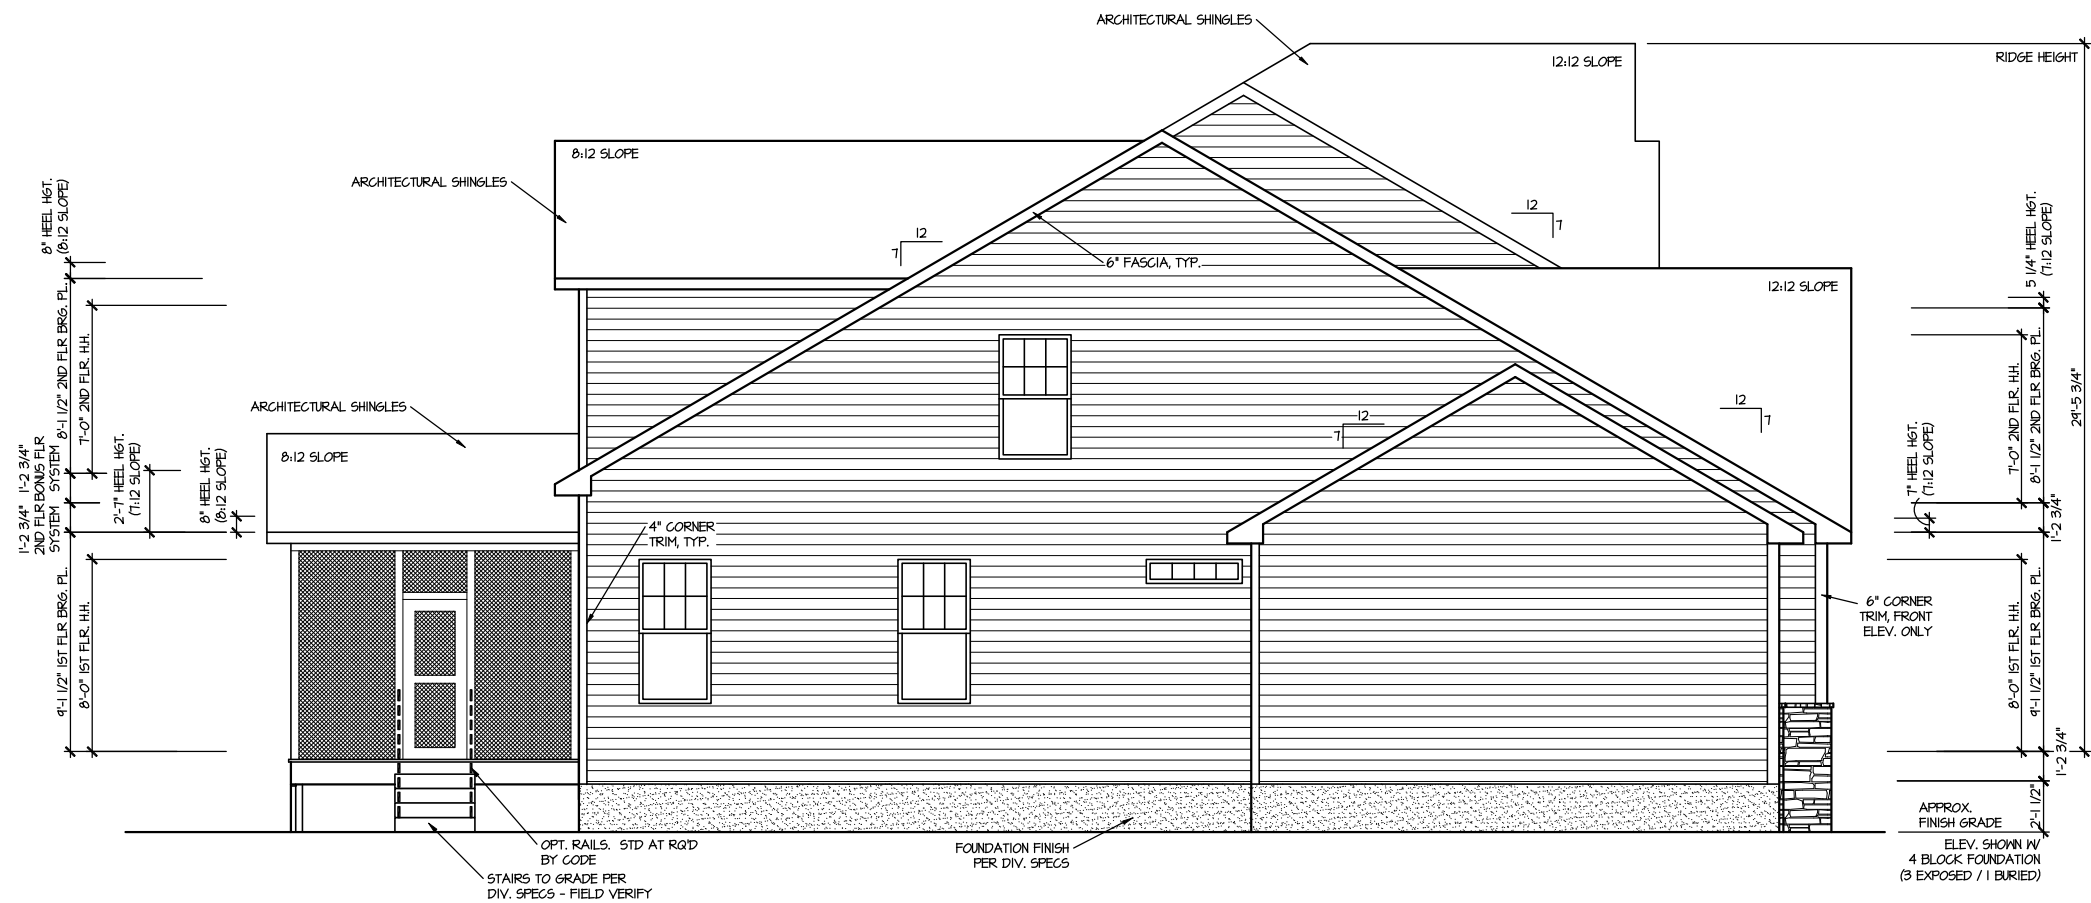 ARCHITECTURAL SHINGLES
12:12 SLOPE
RIDGE HEIGHT
8:12 SLOPE
ARCHITECTURAL SHINGLES
12
7
12
7
6" FASCIA, TYP.
12:12 SLOPE
8" HEEL HGT.
(8:12 SLOPE)
8'-1 1/2" 2ND FLR BRG. PL.
7'-0" 2ND FLR. H.H.
1'-2 3/4"
BONUS FLR
SYSTEM
1'-2 3/4"
2ND FLR
SYSTEM
2'-7" HEEL HGT.
(7:12 SLOPE)
8" HEEL HGT.
(8:12 SLOPE)
9'-1 1/2" 1ST FLR BRG. PL.
8'-0" 1ST FLR. H.H.
ARCHITECTURAL SHINGLES
8:12 SLOPE
12
7
12
7
4" CORNER
TRIM, TYP.
5 1/4" HEEL HGT.
(7:12 SLOPE)
7'-0" 2ND FLR. H.H.
8'-1 1/2" 2ND FLR BRG. PL.
29'-5 3/4"
7" HEEL HGT.
(7:12 SLOPE)
1'-2 3/4"
6" CORNER
TRIM, FRONT
ELEV. ONLY
8'-0" 1ST FLR. H.H.
9'-1 1/2" 1ST FLR BRG. PL.
1'-2 3/4"
2'-1 1/2"
APPROX.
FINISH GRADE
ELEV. SHOWN W/
4 BLOCK FOUNDATION
(3 EXPOSED / 1 BURIED)
OPT. RAILS. STD AT RQ'D
BY CODE
STAIRS TO GRADE PER
DIV. SPECS - FIELD VERIFY
FOUNDATION FINISH
PER DIV. SPECS